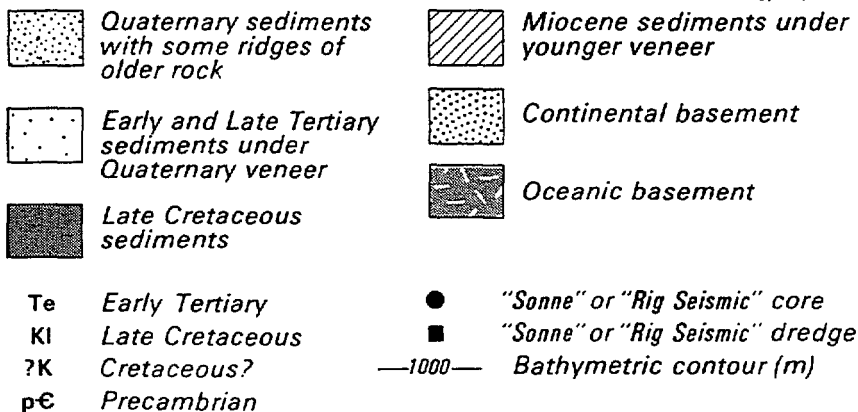 Quaternary sediments
with some ridges of
older rock
Early and Late Tertiary
sediments under
Quaternary veneer
Late Cretaceous
sediments
Miocene sediments under
younger veneer
Continental basement
Oceanic basement
Te Early Tertiary
Kl Late Cretaceous
?K Cretaceous?
p€ Precambrian
"Sonne" or "Rig Seismic" core
"Sonne" or "Rig Seismic" dredge
—1000— Bathymetric contour (m)